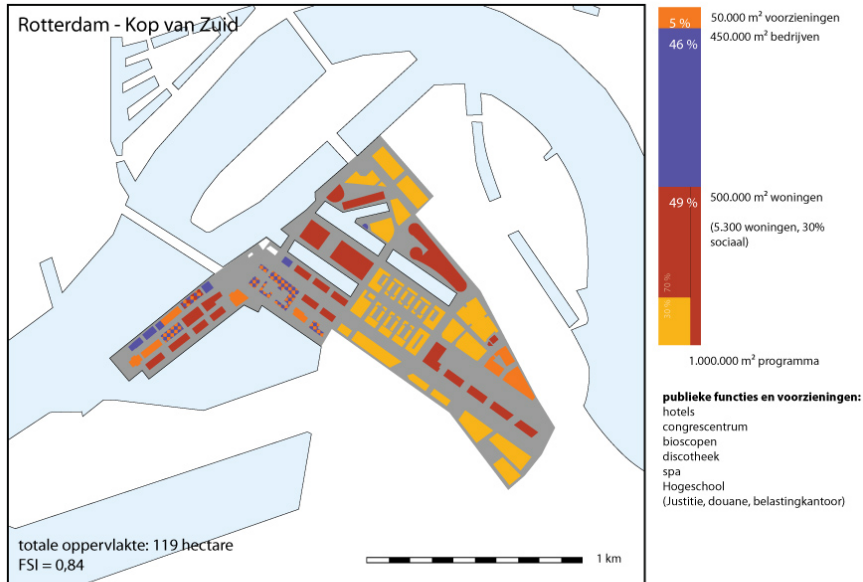 Rotterdam - Kop van Zuid
totale oppervlakte: 119 hectare
FSI = 0,84
1 km
5 %
50.000 m² voorzieningen
46 %
450.000 m² bedrijven
49 %
500.000 m² woningen
(5.300 woningen, 30%
sociaal)
70 %
30 %
1.000.000 m² programma
publieke functies en voorzieningen:
hotels
congrescentrum
bioscopen
discotheek
spa
Hogeschool
(Justitie, douane, belastingkantoor)